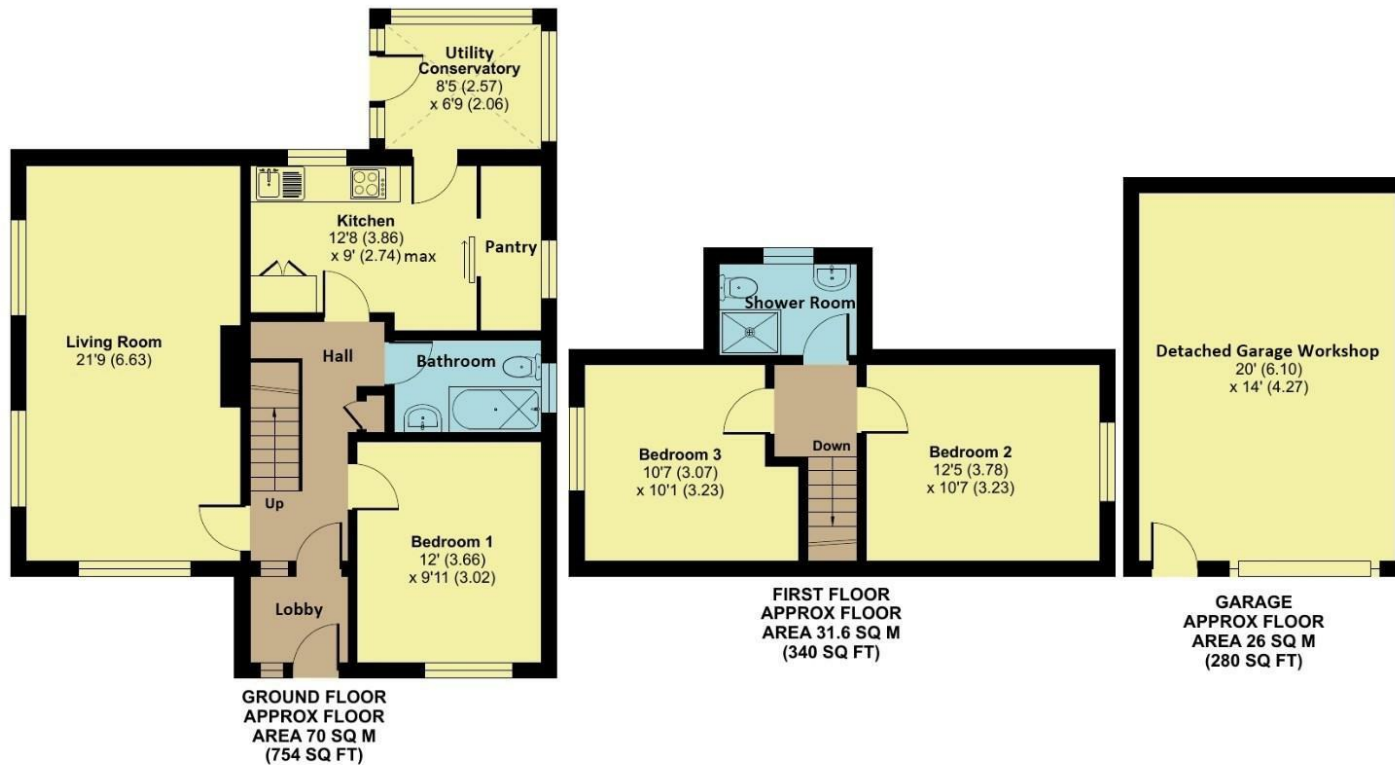 Utility
Conservatory
8'5 (2.57)
x 6'9 (2.06)
Kitchen
12'8 (3.86)
x 9' (2.74) max
Pantry
Living Room
21'9 (6.63)
Hall
Bathroom
Up
Bedroom 1
12' (3.66)
x 9'11 (3.02)
Lobby
GROUND FLOOR
APPROX FLOOR
AREA 70 SQ M
(754 SQ FT)
Shower Room
Bedroom 3
10'7 (3.07)
x 10'1 (3.23)
Down
Bedroom 2
12'5 (3.78)
x 10'7 (3.23)
FIRST FLOOR
APPROX FLOOR
AREA 31.6 SQ M
(340 SQ FT)
Detached Garage Workshop
20' (6.10)
x 14' (4.27)
GARAGE
APPROX FLOOR
AREA 26 SQ M
(280 SQ FT)